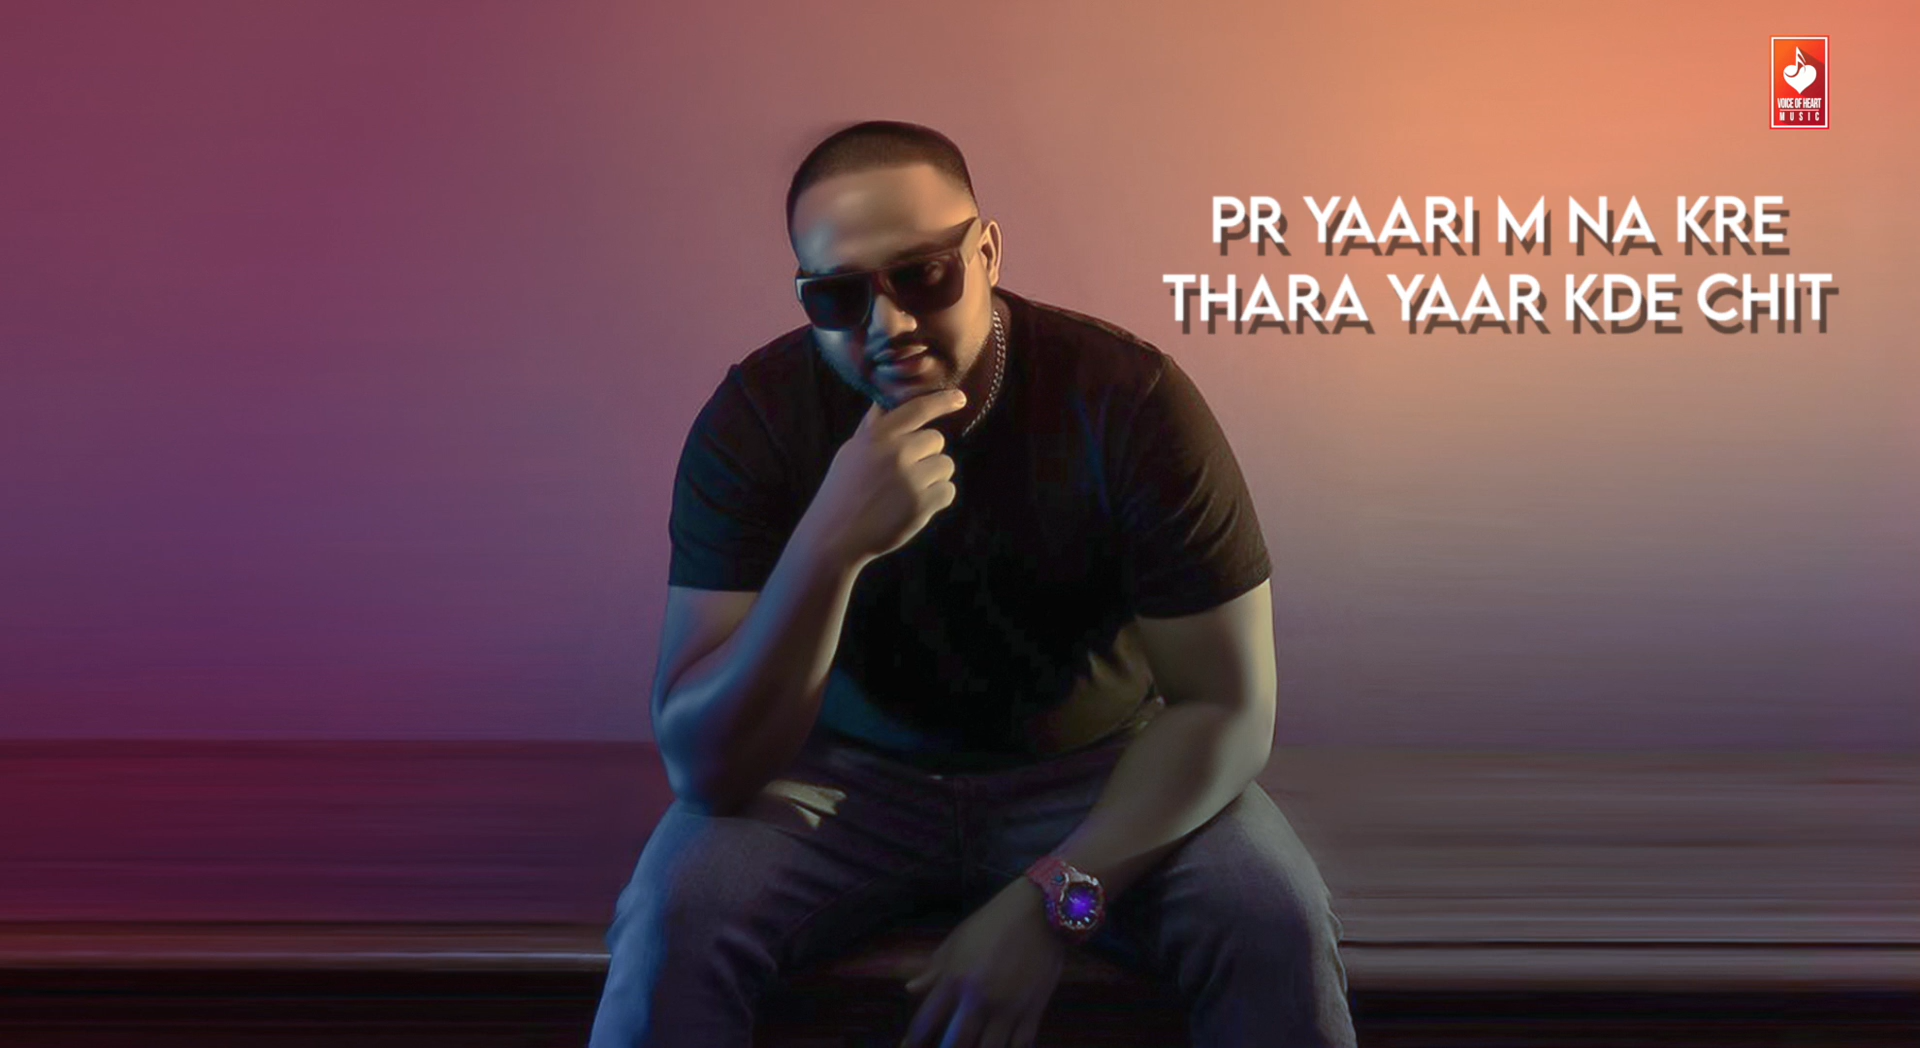 VOICE OF HEART
MUSIC
PR YAARI M NA KRE
THARA YAAR KDE CHIT